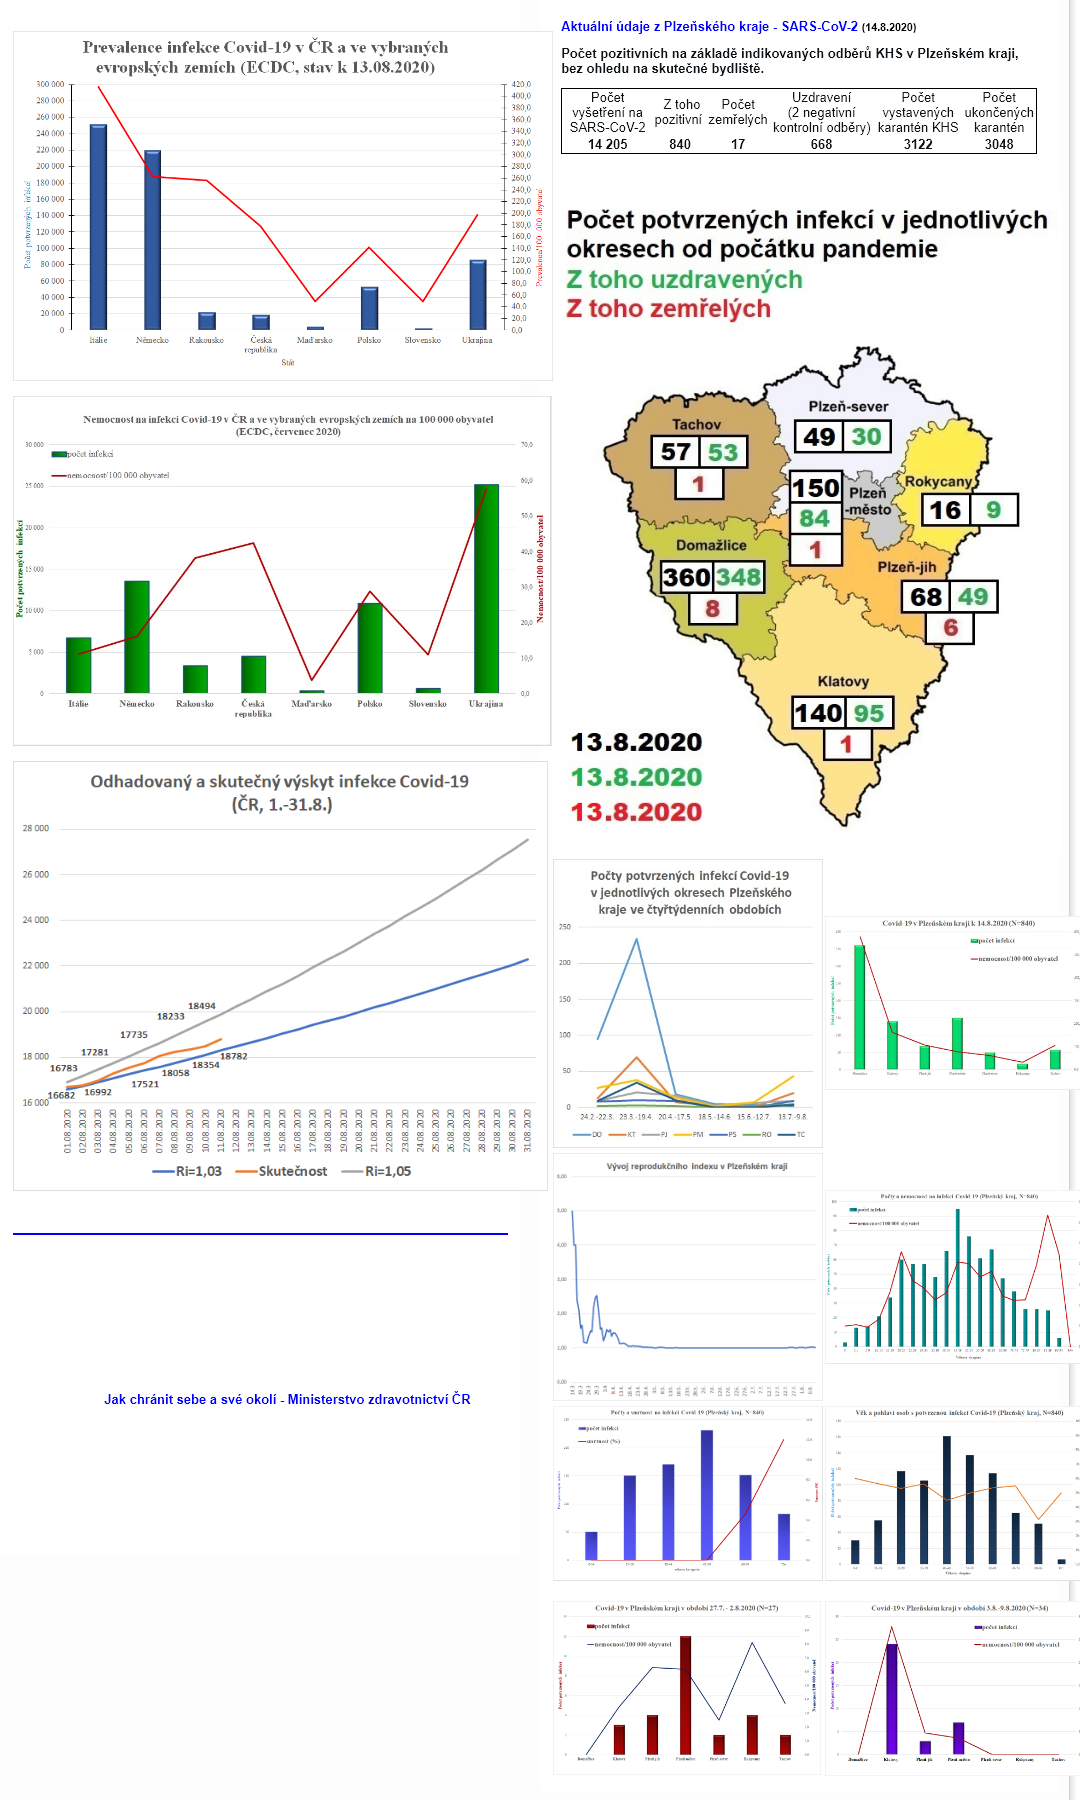 Prevalence infekce Covid-19 v ČR a ve vybraných
evropských zemích (ECDC, stav k 13.08.2020)
300 000
280 000
260 000
240 000
220 000
200 000
180 000
160 000
140 000
120 000
100 000
80 000
60 000
40 000
20 000
0
Počet potvrzených infekcí
420,0
400,0
380,0
360,0
340,0
320,0
300,0
280,0
260,0
240,0
220,0
200,0
180,0
160,0
140,0
120,0
100,0
80,0
60,0
40,0
20,0
0,0
Prevalence/100 000 obyvatel
Itálie Německo Rakousko Česká republika Maďarsko Polsko Slovensko Ukrajina
Stát
Nemocnost na infekci Covid-19 v ČR a ve vybraných evropských zemích na 100 000 obyvatel
(ECDC, červenec 2020)
počet infekcí
nemocnost/100 000 obyvatel
30 000
25 000
20 000
15 000
10 000
5 000
0
Počet potvrzených infekcí
70,0
60,0
50,0
40,0
30,0
20,0
10,0
0,0
Nemocnost/100 000 obyvatel
Itálie Německo Rakousko Česká republika Maďarsko Polsko Slovensko Ukrajina
Odhadovaný a skutečný výskyt infekce Covid-19
(ČR, 1.-31.8.)
28 000
26 000
24 000
22 000
20 000
18 000
16 000
16783
17281
17735
18233
18494
16682
16992
17521
18058
18354
18782
01.08.2020 02.08.2020 03.08.2020 04.08.2020 05.08.2020 06.08.2020 07.08.2020 08.08.2020 09.08.2020 10.08.2020 11.08.2020 12.08.2020 13.08.2020 14.08.2020 15.08.2020 16.08.2020 17.08.2020 18.08.2020 19.08.2020 20.08.2020 21.08.2020 22.08.2020 23.08.2020 24.08.2020 25.08.2020 26.08.2020 27.08.2020 28.08.2020 29.08.2020 30.08.2020 31.08.2020
Ri=1,03 Skutečnost Ri=1,05
Jak chránit sebe a své okolí - Ministerstvo zdravotnictví ČR
Aktuální údaje z Plzeňského kraje - SARS-CoV-2 (14.8.2020)
Počet pozitivních na základě indikovaných odběrů KHS v Plzeňském kraji,
bez ohledu na skutečné bydliště.
Počet vyšetření na SARS-CoV-2 Z toho pozitivní Počet zemřelých Uzdravení (2 negativní kontrolní odběry) Počet vystavených karantén KHS Počet ukončených karantén
14 205 840 17 668 3122 3048
Počet potvrzených infekcí v jednotlivých
okresech od počátku pandemie
Z toho uzdravených
Z toho zemřelých
Plzeň-sever
49 30
Tachov
57 53
1
Rokycany
16 9
Plzeň
-město
150
84
1
Domažlice
360 348
8
Plzeň-jih
68 49
6
Klatovy
140 95
1
13.8.2020
13.8.2020
13.8.2020
Počty potvrzených infekcí Covid-19
v jednotlivých okresech Plzeňského
kraje ve čtyřtýdenních obdobích
250
200
150
100
50
0
24.2.-22.3. 23.3.-19.4. 20.4.-17.5. 18.5.-14.6. 15.6.-12.7. 13.7.-9.8.
DO KT PJ PM PS RO TC
Covid-19 v Plzeňském kraji k 14.8.2020 (N=840)
počet infekcí
nemocnost/100 000 obyvatel
Vývoj reprodukčního indexu v Plzeňském kraji
6,00
5,00
4,00
3,00
2,00
1,00
0,00
Počty a nemocnost na infekci Covid-19 (Plzeňský kraj, N=840)
počet infekcí
nemocnost/100 000 obyvatel
Počty a smrtnost na infekci Covid-19 (Plzeňský kraj, N=840)
počet infekcí
smrtnost (%)
Věk a pohlaví osob s potvrzenou infekcí Covid-19 (Plzeňský kraj, N=840)
Covid-19 v Plzeňském kraji v období 27.7. - 2.8.2020 (N=27)
počet infekcí
nemocnost/100 000 obyvatel
Počet potvrzených infekcí
Nemocnost/100 000 obyvatel
Domažlice Klatovy Plzeň-jih Plzeň-město Plzeň-sever Rokycany Tachov
Covid-19 v Plzeňském kraji v období 3.8.-9.8.2020 (N=34)
počet infekcí
nemocnost/100 000 obyvatel
Počet potvrzených infekcí
Domažlice Klatovy Plzeň-jih Plzeň-město Plzeň-sever Rokycany Tachov